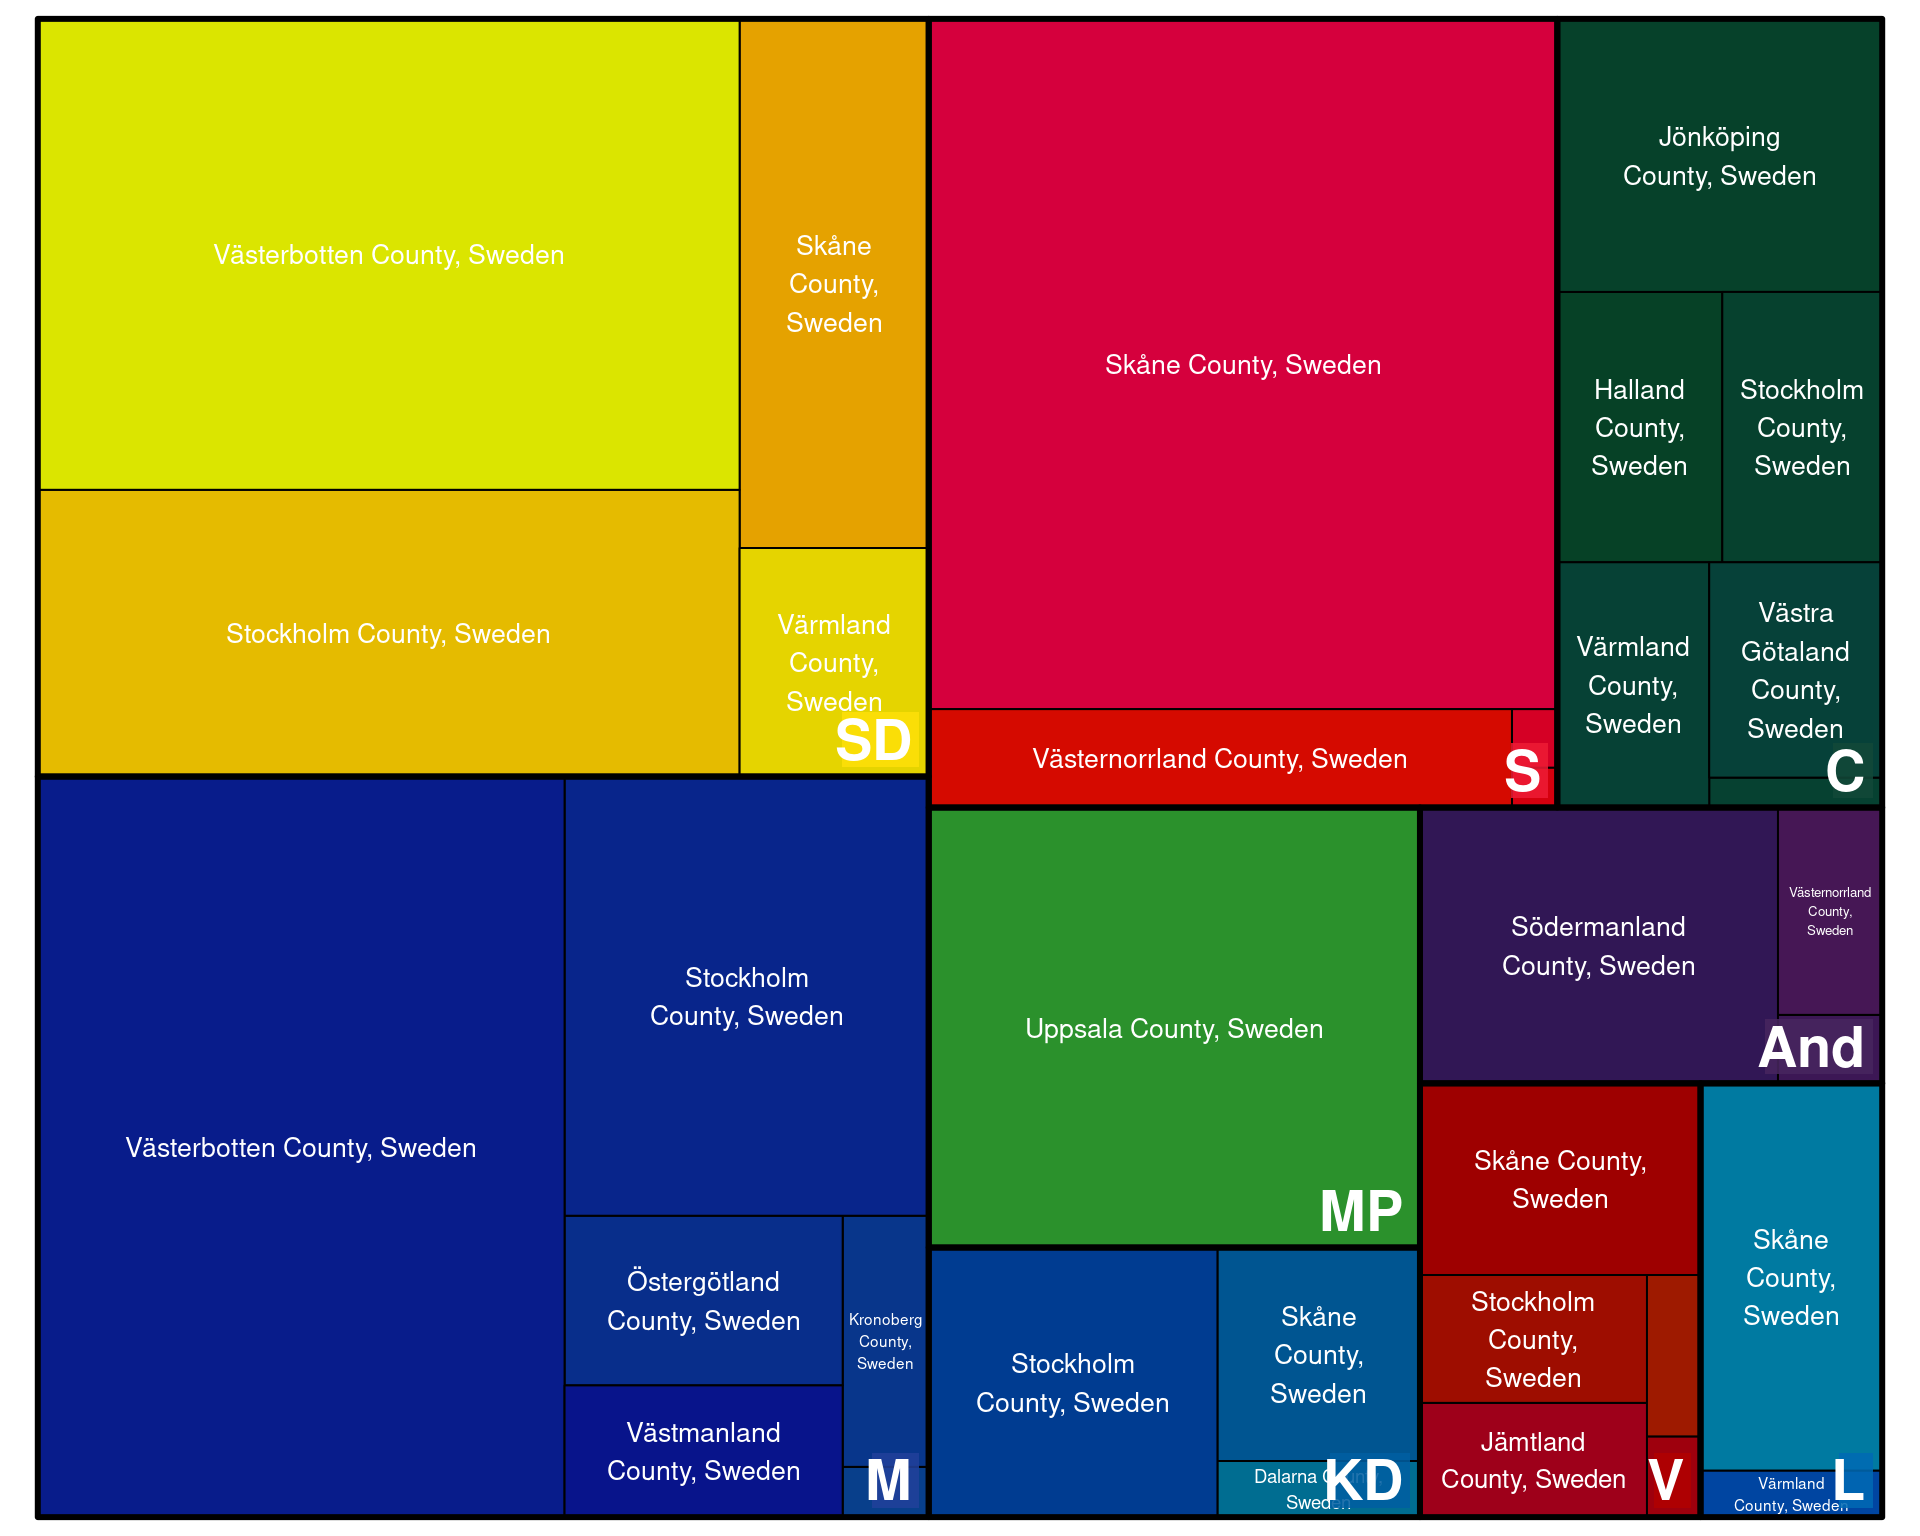 Västerbotten County, Sweden
Skåne
County,
Sweden
Stockholm County, Sweden
Värmland
County,
Sweden
SD
Skåne County, Sweden
Västernorrland County, Sweden
S
Jönköping
County, Sweden
Halland
County,
Sweden
Stockholm
County,
Sweden
Värmland
County,
Sweden
Västra
Götaland
County,
Sweden
C
Västerbotten County, Sweden
Stockholm
County, Sweden
Östergötland
County, Sweden
Kronoberg
County,
Sweden
Västmanland
County, Sweden
M
Uppsala County, Sweden
MP
Södermanland
County, Sweden
Västernorrland
County,
Sweden
And
Stockholm
County, Sweden
Skåne
County,
Sweden
Dalarna County,
Sweden
KD
Skåne County,
Sweden
Stockholm
County,
Sweden
Jämtland
County, Sweden
V
Skåne
County,
Sweden
Värmland
County, Sweden
L